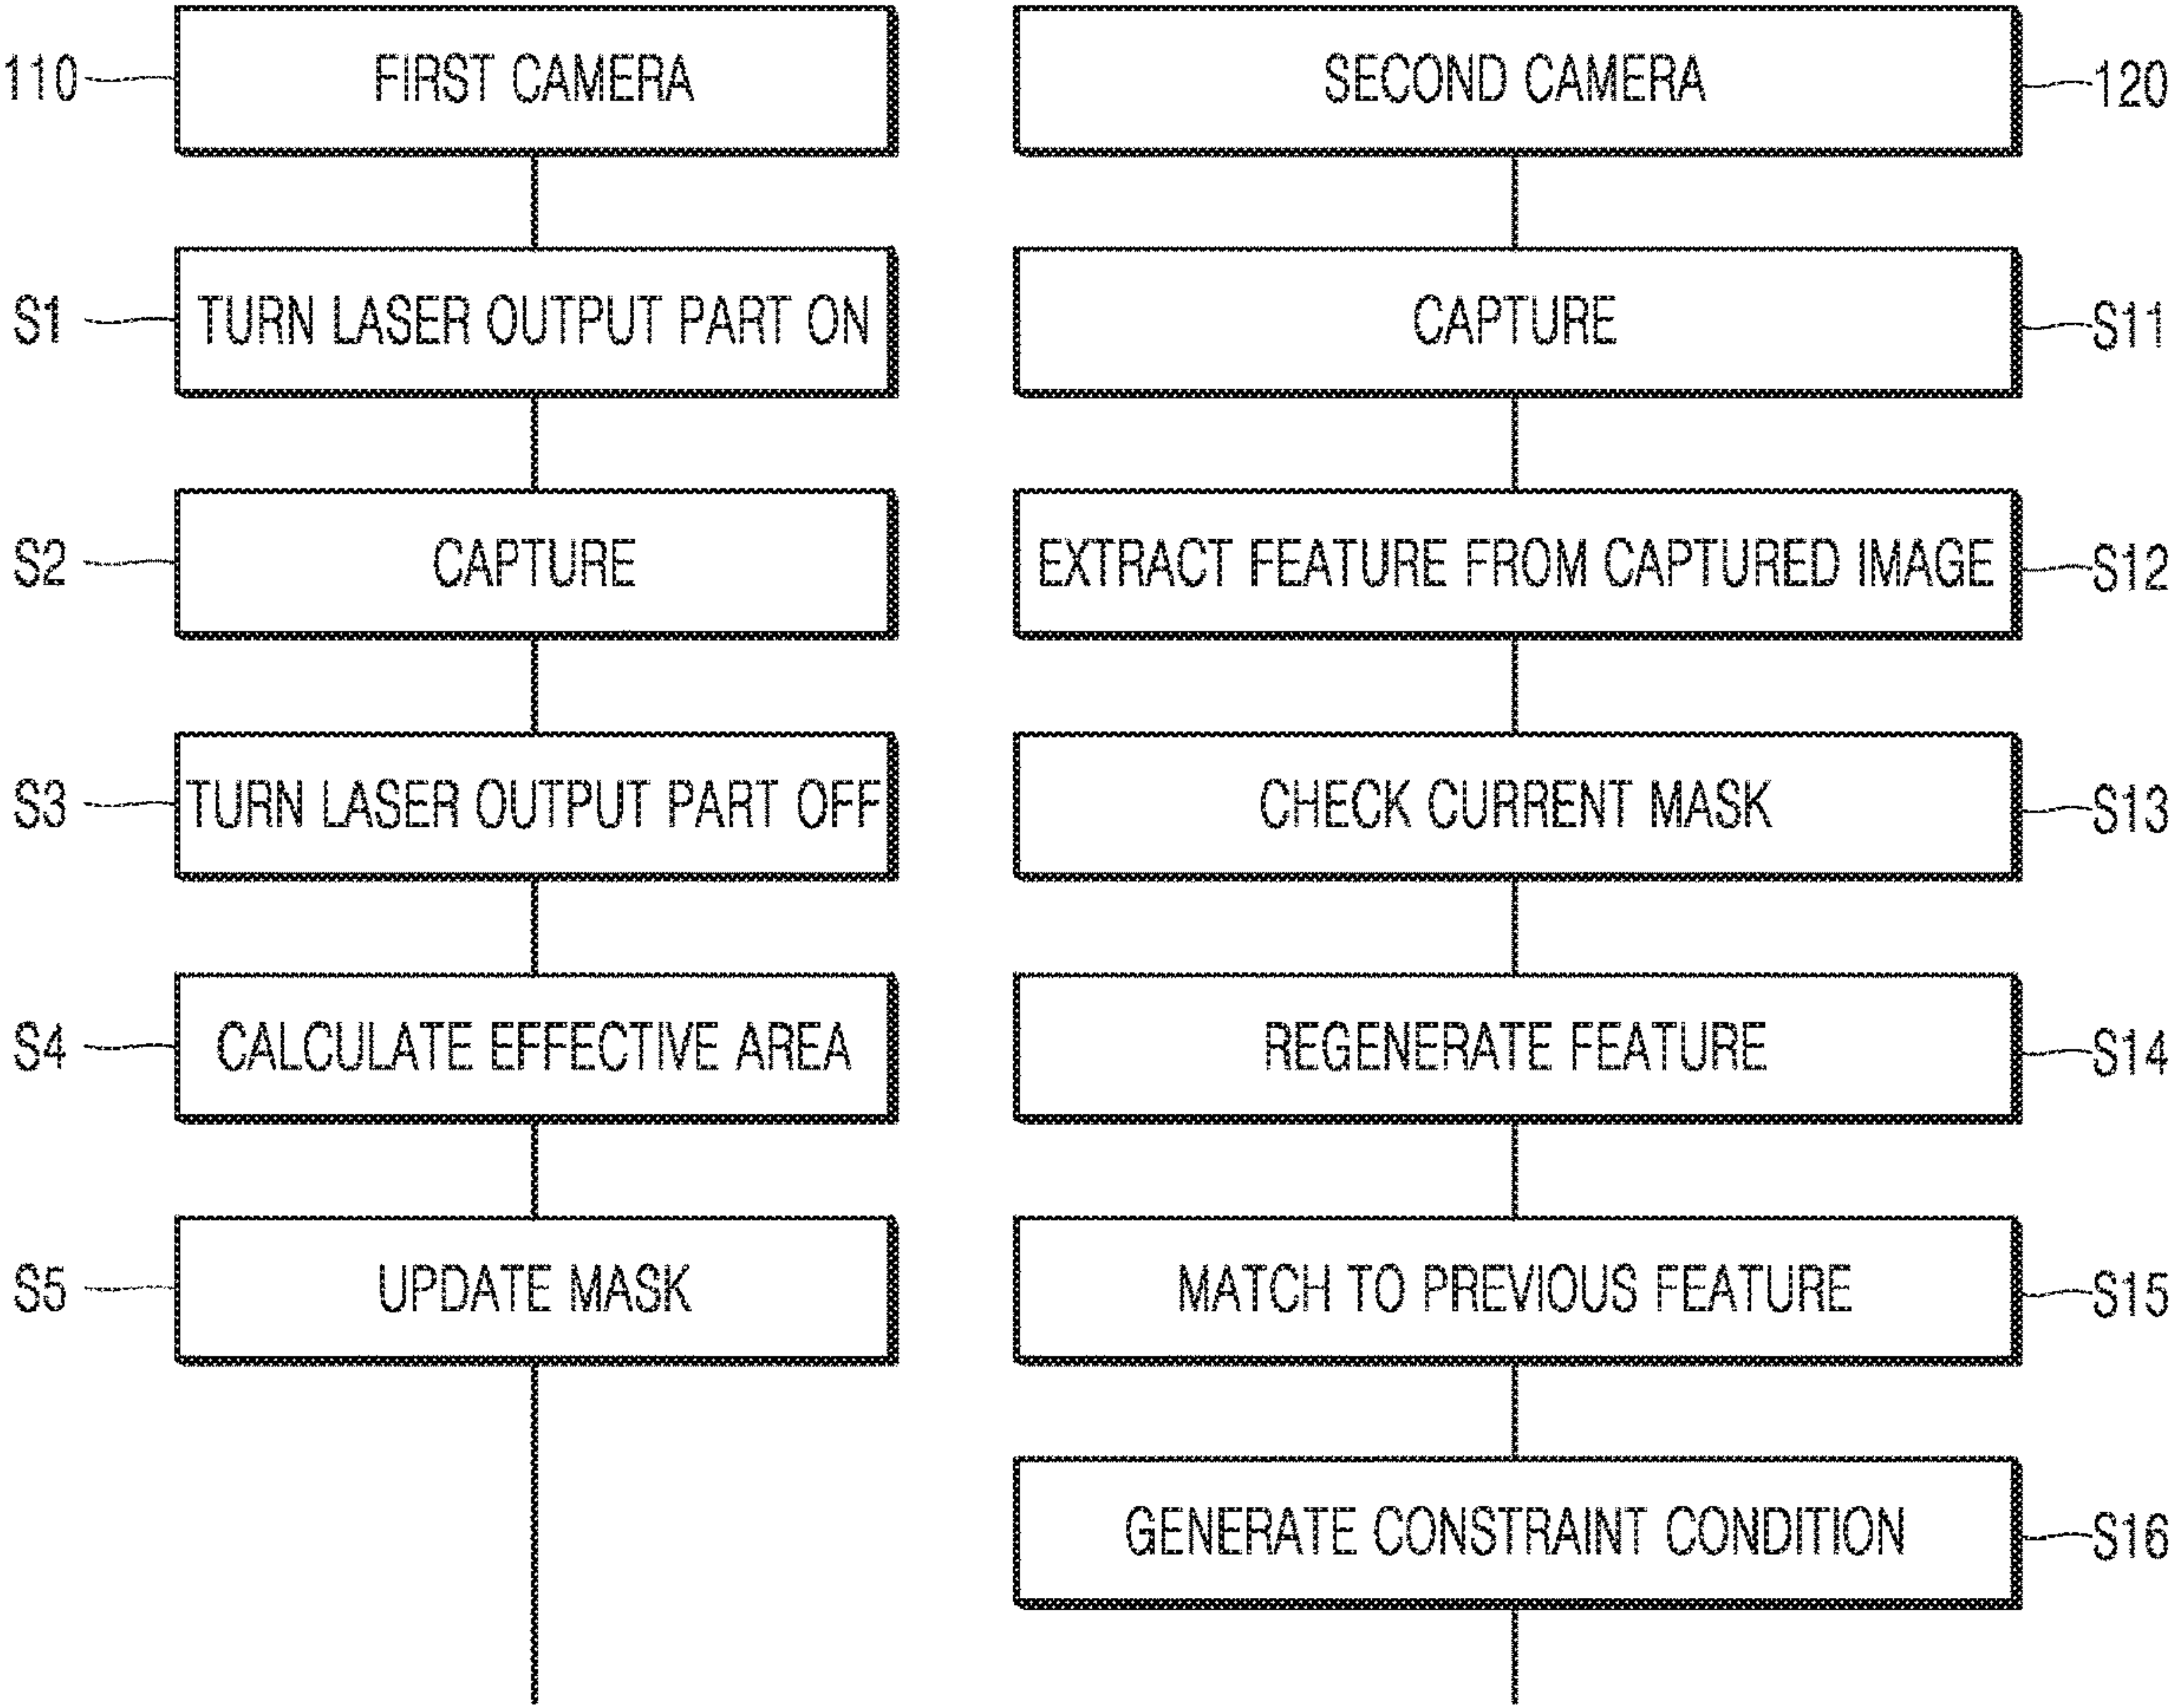 110 FIRST CAMERA
S1 TURN LASER OUTPUT PART ON
S2 CAPTURE
S3 TURN LASER OUTPUT PART OFF
S4 CALCULATE EFFECTIVE AREA
S5 UPDATE MASK
SECOND CAMERA 120
CAPTURE S11
EXTRACT FEATURE FROM CAPTURED IMAGE S12
CHECK CURRENT MASK S13
REGENERATE FEATURE S14
MATCH TO PREVIOUS FEATURE S15
GENERATE CONSTRAINT CONDITION S16